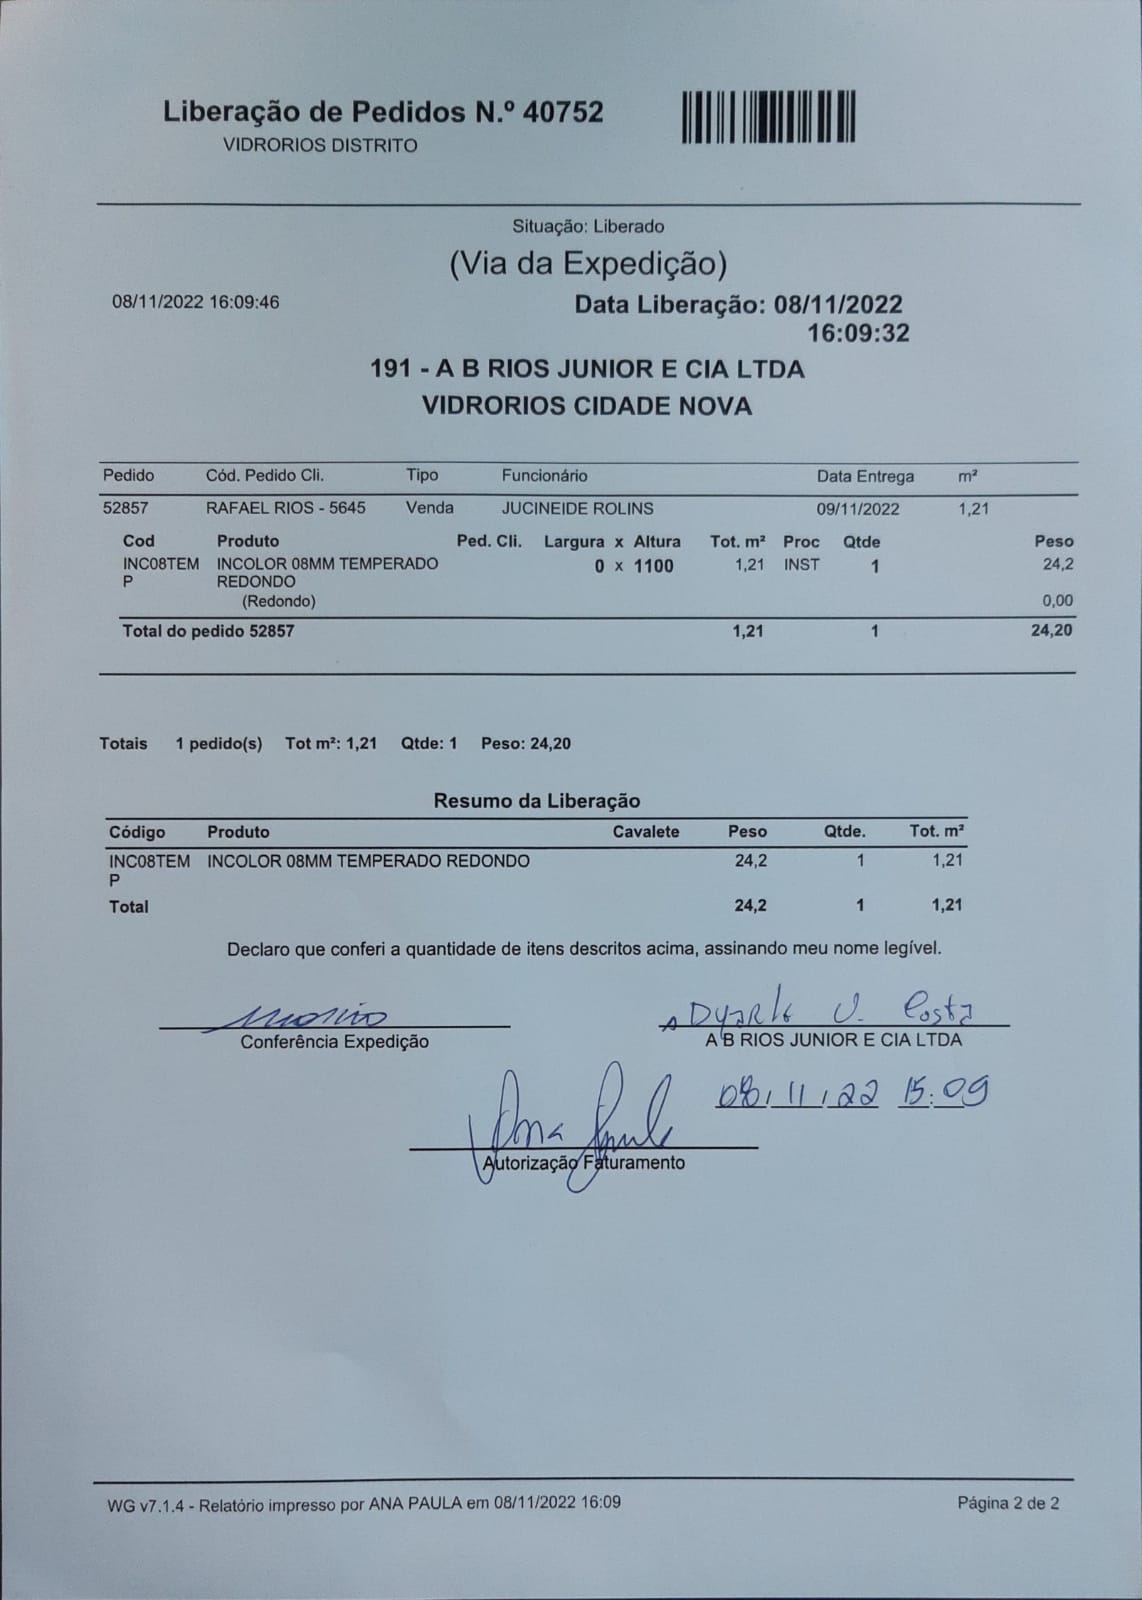 Liberação de Pedidos N.º 40752
VIDRORIOS DISTRITO
Situação: Liberado
(Via da Expedição)
08/11/2022 16:09:46
Data Liberação: 08/11/2022
16:09:32
191 - A B RIOS JUNIOR E CIA LTDA
VIDRORIOS CIDADE NOVA
Pedido Cód. Pedido Cli. Tipo Funcionário Data Entrega m²
52857 RAFAEL RIOS - 5645 Venda JUCINEIDE ROLINS 09/11/2022 1,21
Cod Produto Ped. Cli. Largura x Altura Tot. m² Proc Qtde Peso
INC08TEM INCOLOR 08MM TEMPERADO 0 x 1100 1,21 INST 1 24,2
P REDONDO
(Redondo) 0,00
Total do pedido 52857 1,21 1 24,20
Totais 1 pedido(s) Tot m²: 1,21 Qtde: 1 Peso: 24,20
Resumo da Liberação
Código Produto Cavalete Peso Qtde. Tot. m²
INC08TEM INCOLOR 08MM TEMPERADO REDONDO 24,2 1 1,21
P
Total 24,2 1 1,21
Declaro que conferi a quantidade de itens descritos acima, assinando meu nome legível.
V. Costa
Conferência Expedição A B RIOS JUNIOR E CIA LTDA
08/11/22 15:09
Ana Paula
Autorização Faturamento
WG v7.1.4 - Relatório impresso por ANA PAULA em 08/11/2022 16:09 Página 2 de 2